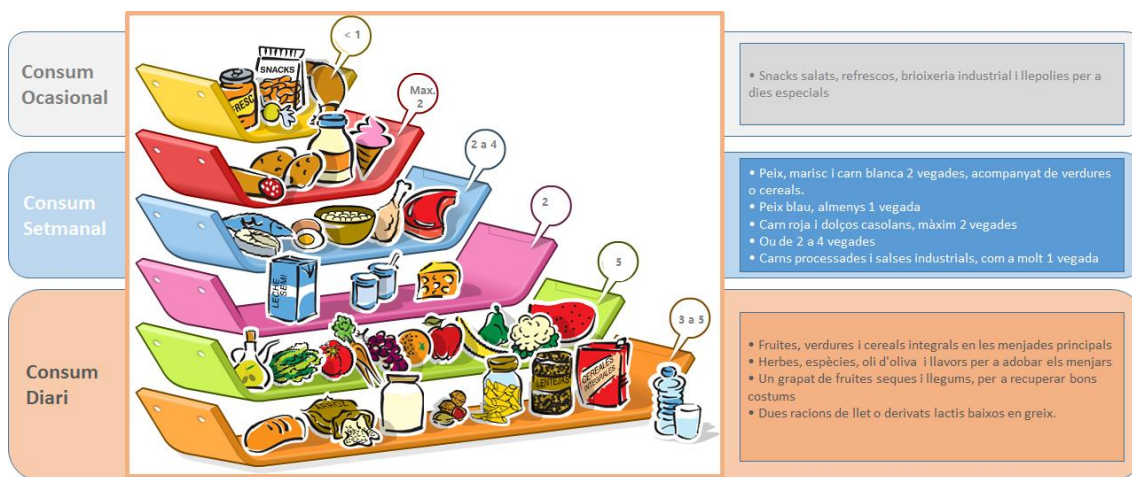 Consum
Ocasional
FRESC
SNACKS
< 1
• Snacks salats, refrescos, brioixeria industrial i llepolies per a
dies especials
Max.
2
Consum
Setmanal
2 a 4
2
LECHE
SEMI
• Peix, marisc i carn blanca 2 vegades, acompanyat de verdures
o cereals.
• Peix blau, almenys 1 vegada
• Carn roja i dolços casolans, màxim 2 vegades
• Ou de 2 a 4 vegades
• Carns processades i salses industrials, com a molt 1 vegada
Consum
Diari
5
3 a 5
LENTEJAS
CEREALES
INTEGRALES
• Fruites, verdures i cereals integrals en les menjades principals
• Herbes, espècies, oli d'oliva i llavors per a adobar els menjars
• Un grapat de fruites seques i llegums, per a recuperar bons
costums
• Dues racions de llet o derivats lactis baixos en greix.